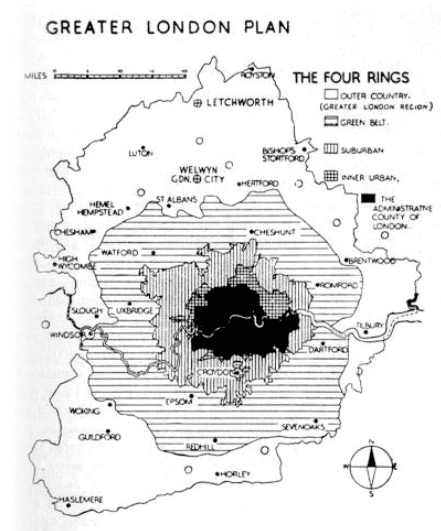 GREATER LONDON PLAN
MILES
THE FOUR RINGS
OUTER COUNTRY.
(GREATER LONDON REGION)
GREEN BELT.
SUBURBAN
INNER URBAN,
THE
ADMINISTRATIVE
COUNTY OF
LONDON.
ROYSTON
LETCHWORTH
LUTON
BISHOPS
STORTFORD
WELWYN
GDN. CITY
HERTFORD
HEMEL
HEMPSTEAD
ST ALBANS
CHESHAM
CHESHUNT
WATFORD
HIGH
WYCOMBE
BRENTWOOD
ROMFORD
SLOUGH
UXBRIDGE
WINDSOR
TILBURY
DARTFORD
CROYDON
EPSOM
WOKING
GUILDFORD
SEVENOAKS
REDHILL
HORLEY
HASLEMERE
N
W
E
S